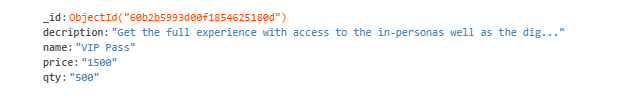 _id: ObjectId("60b2b5993d00f1854625180d")
decription: "Get the full experience with access to the in-personas well as the dig..."
name: "VIP Pass"
price: "1500"
qty: "500"